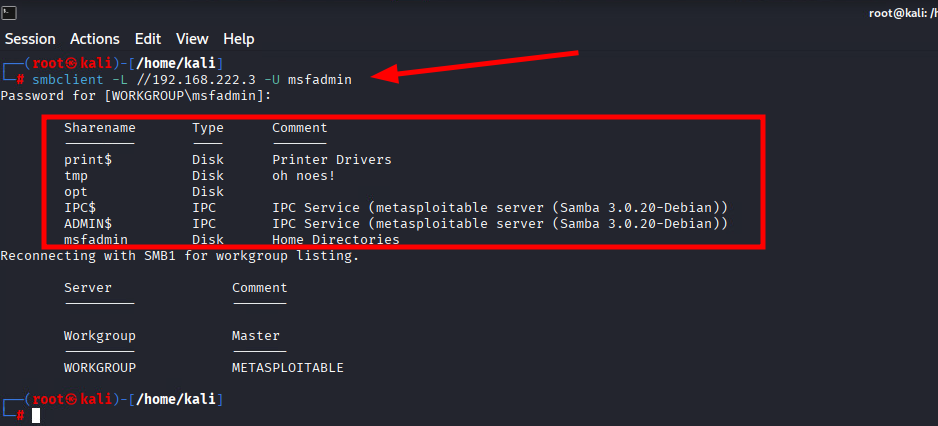 root@kali: /h
Session Actions Edit View Help
┌──(root㉿kali)-[/home/kali]
└─# smbclient -L //192.168.222.3 -U msfadmin
Password for [WORKGROUP\msfadmin]:
Sharename Type Comment
--------- ---- -------
print$ Disk Printer Drivers
tmp Disk oh noes!
opt Disk
IPC$ IPC IPC Service (metasploitable server (Samba 3.0.20-Debian))
ADMIN$ IPC IPC Service (metasploitable server (Samba 3.0.20-Debian))
msfadmin Disk Home Directories
Reconnecting with SMB1 for workgroup listing.
Server Comment
--------- -------
Workgroup Master
--------- -------
WORKGROUP METASPLOITABLE
┌──(root㉿kali)-[/home/kali]
└─#